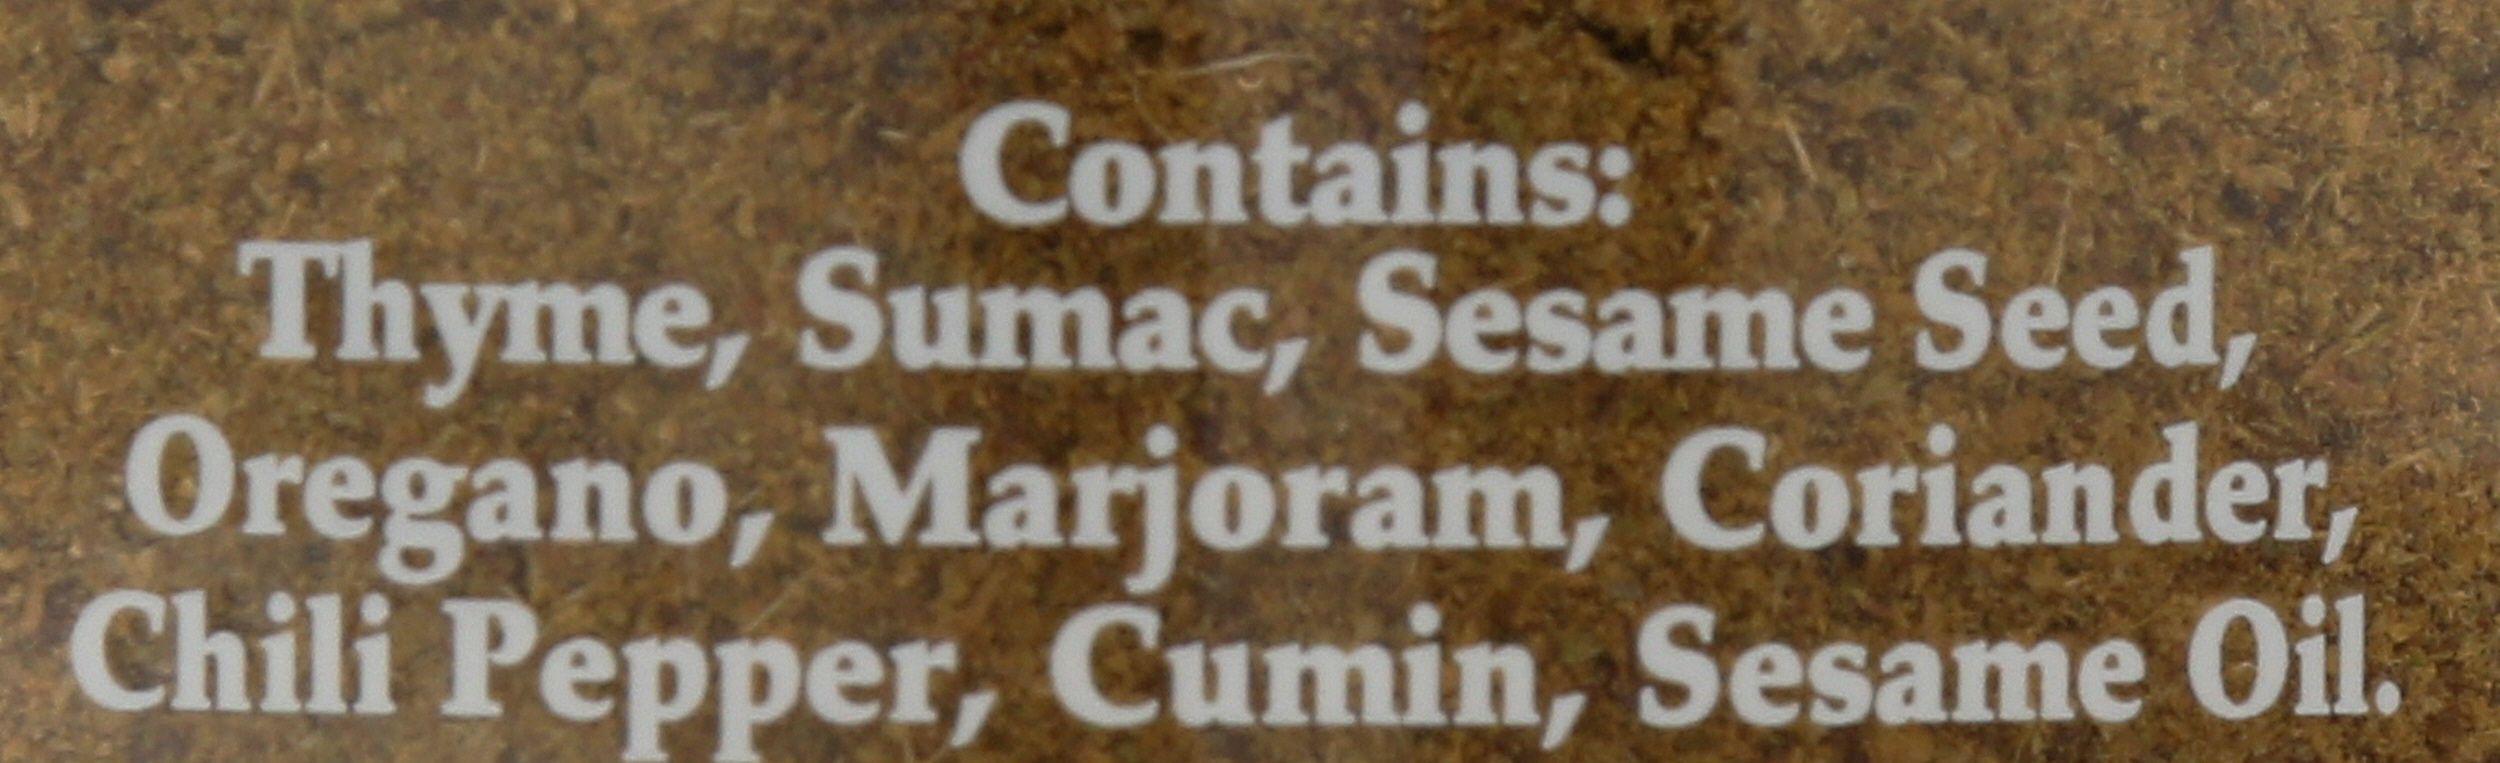 Contains:
Thyme, Sumac, Sesame Seed,
Oregano, Marjoram, Coriander,
Chili Pepper, Cumin, Sesame Oil.